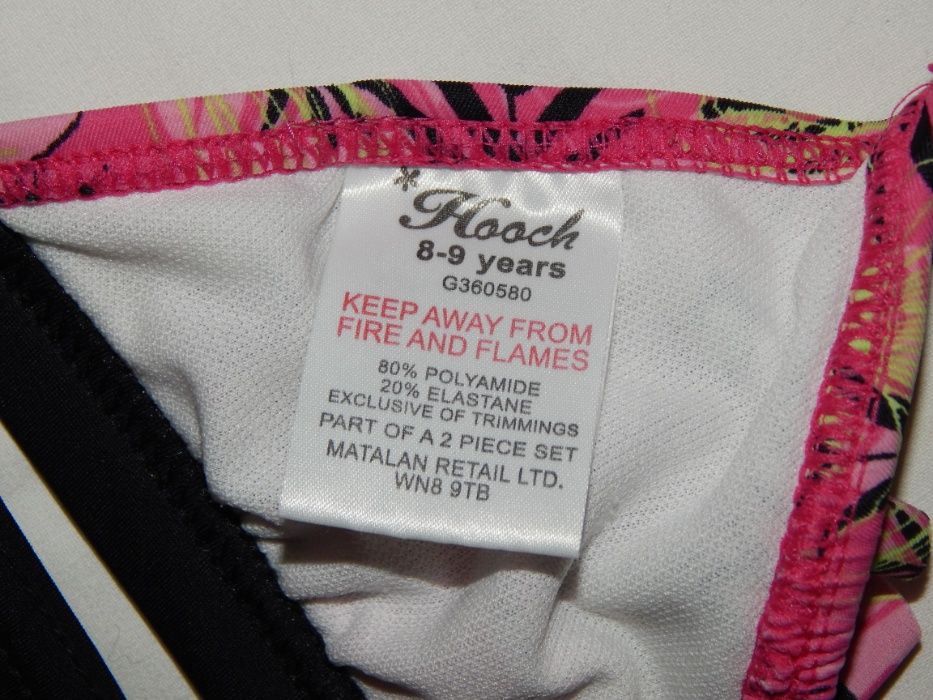 *Hooch
8-9 years
G360580
KEEP AWAY FROM
FIRE AND FLAMES
80% POLYAMIDE
20% ELASTANE
EXCLUSIVE OF TRIMMINGS
PART OF A 2 PIECE SET
MATALAN RETAIL LTD.
WN8 9TB